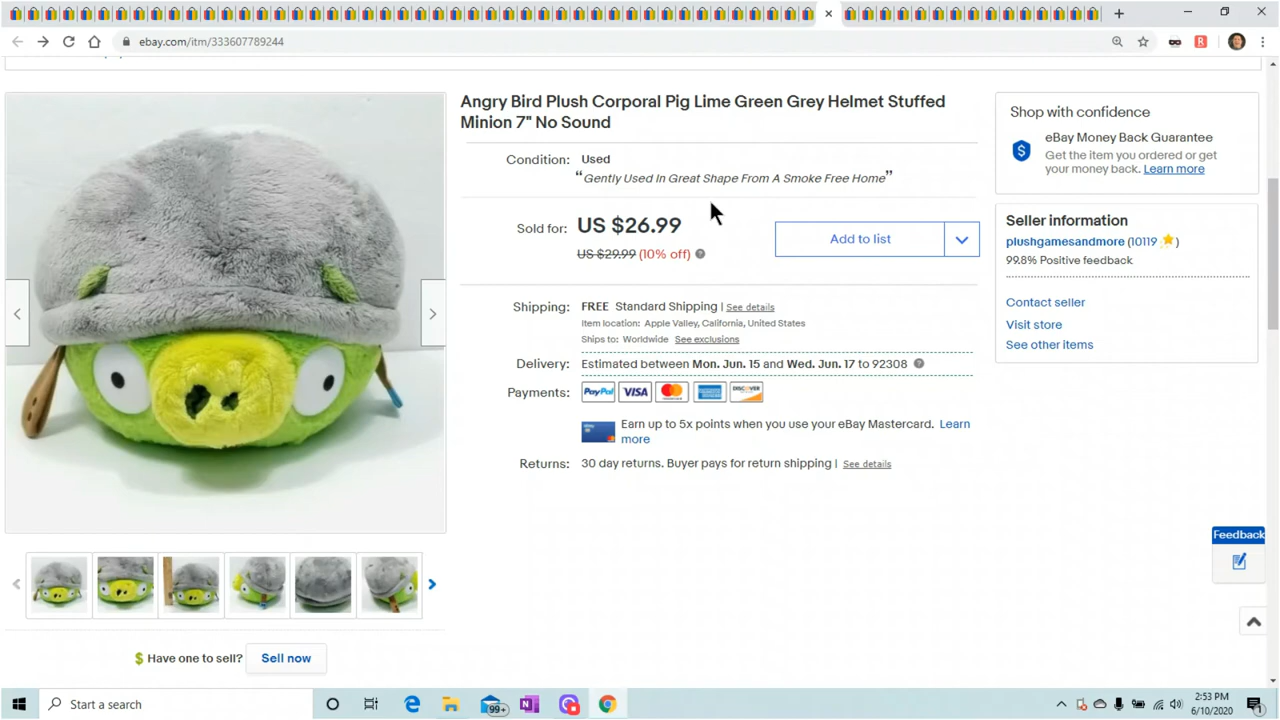 ebay.com/item/333607789244
Angry Bird Plush Corporal Pig Lime Green Grey Helmet Stuffed
Minion 7" No Sound
Condition: Used
“Gently Used In Great Shape From A Smoke Free Home”
Sold for: US $26.99
US $29.99 (10% off)
Add to list
Shipping: FREE Standard Shipping | See details
Item location: Apple Valley, California, United States
Ships to: Worldwide See exclusions
Delivery: Estimated between Mon. Jun. 15 and Wed. Jun. 17 to 92308
Payments: PayPal VISA MasterCard AMERICAN EXPRESS DISCOVER
Earn up to 5x points when you use your eBay Mastercard. Learn
more
Returns: 30 day returns. Buyer pays for return shipping | See details
Shop with confidence
eBay Money Back Guarantee
Get the item you ordered or get
your money back. Learn more
Seller information
plushgamesandmore (10119 )
99.8% Positive feedback
Contact seller
Visit store
See other items
Feedback
Have one to sell? Sell now
Start a search
99+
2:53 PM
6/10/2020